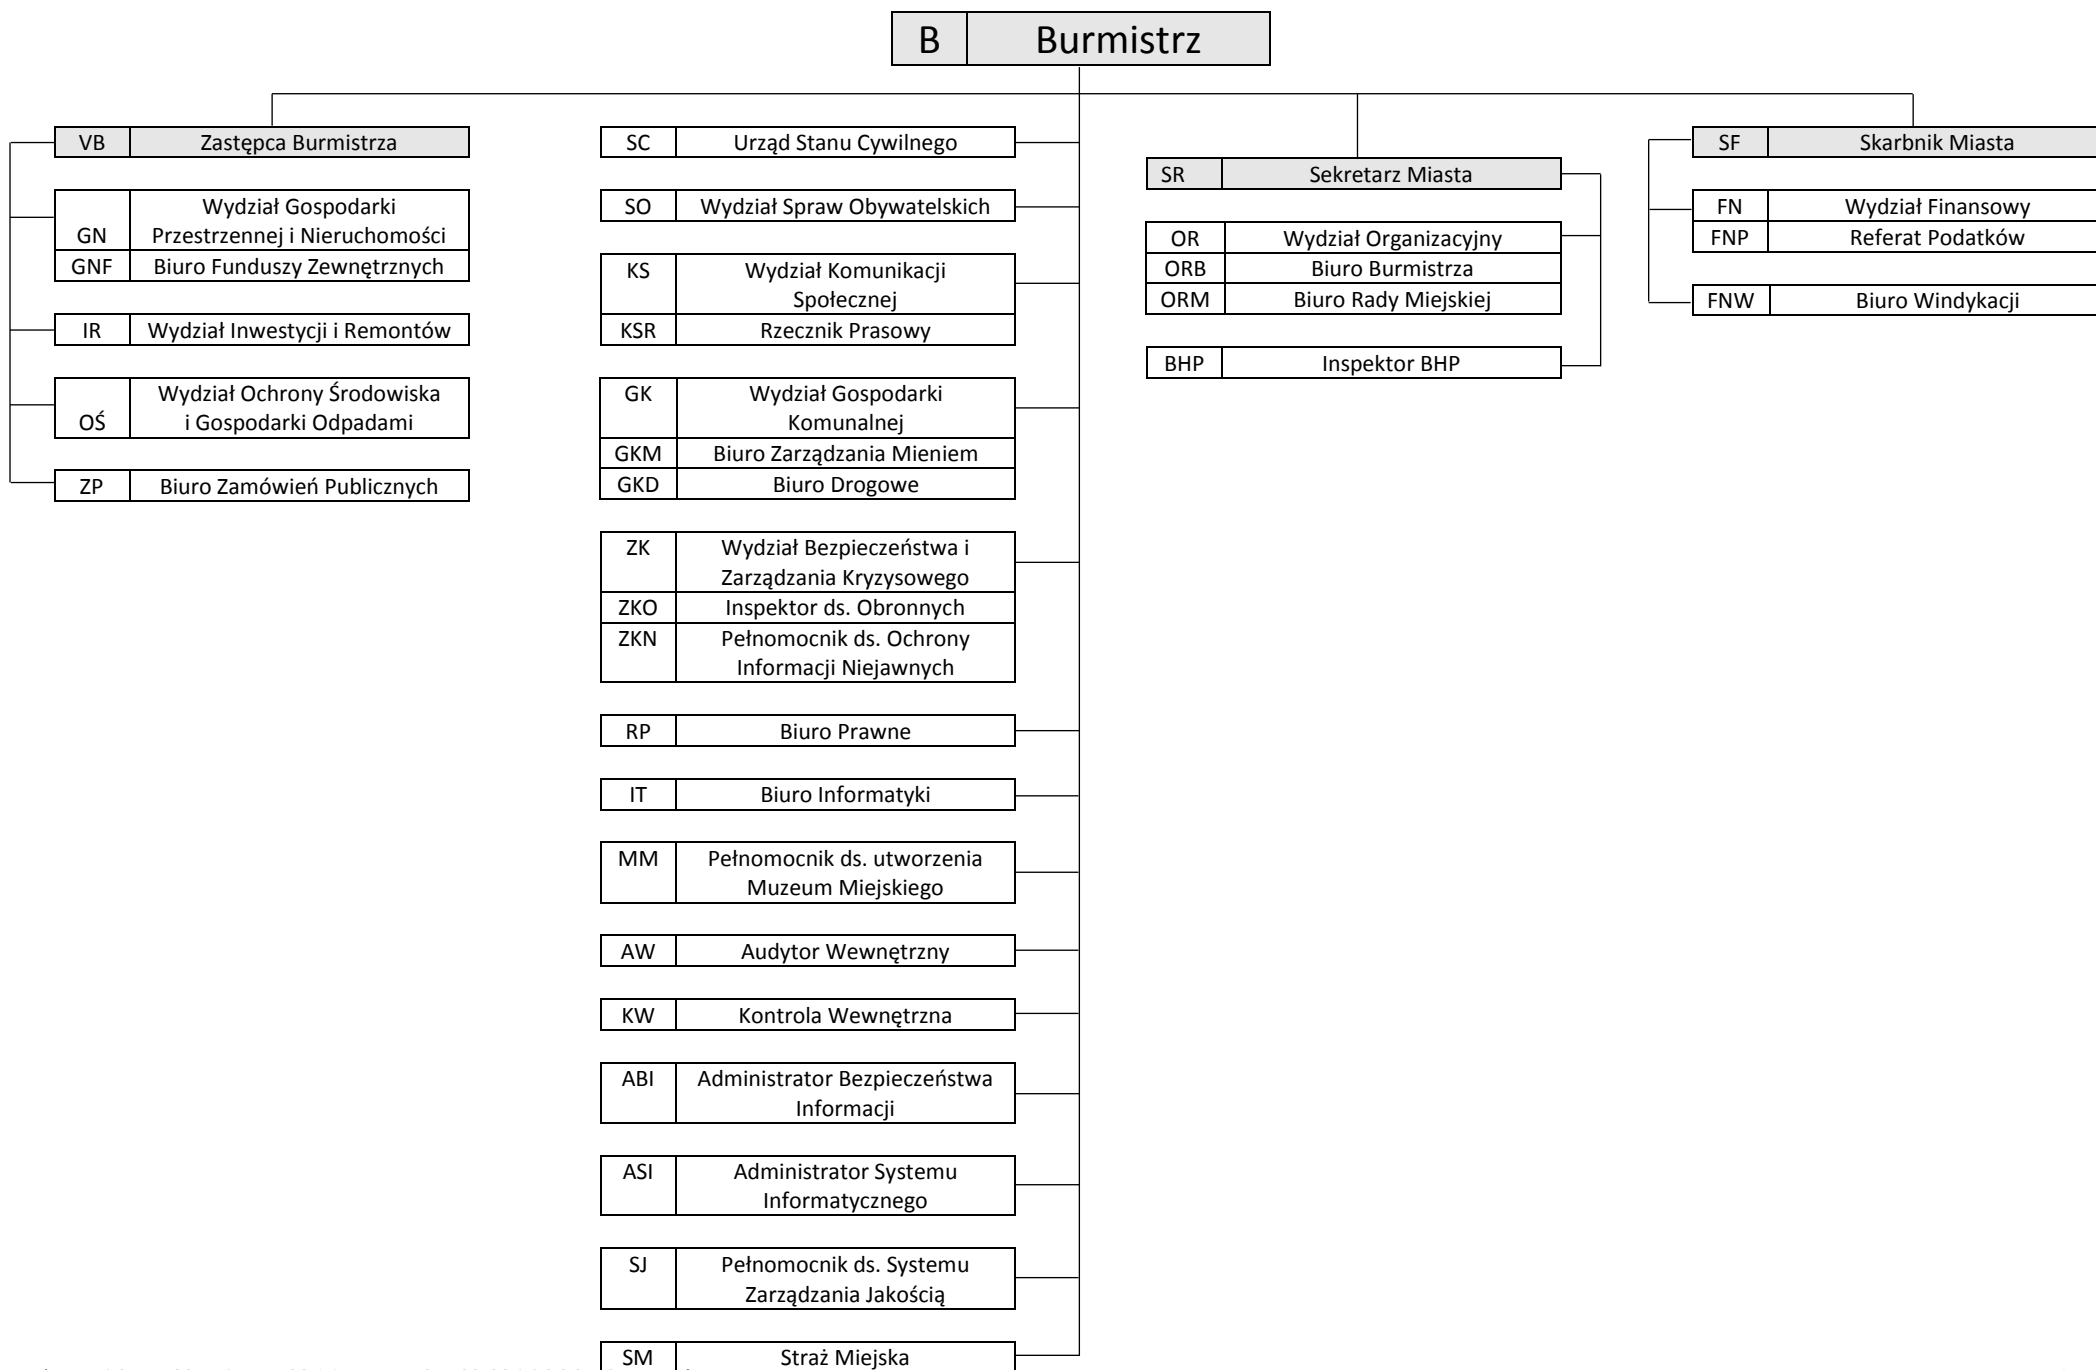 B Burmistrz
VB Zastępca Burmistrza
GN Wydział Gospodarki
Przestrzennej i Nieruchomości
GNF Biuro Funduszy Zewnętrznych
IR Wydział Inwestycji i Remontów
OŚ Wydział Ochrony Środowiska
i Gospodarki Odpadami
ZP Biuro Zamówień Publicznych
SC Urząd Stanu Cywilnego
SO Wydział Spraw Obywatelskich
KS Wydział Komunikacji
Społecznej
KSR Rzecznik Prasowy
GK Wydział Gospodarki
Komunalnej
GKM Biuro Zarządzania Mieniem
GKD Biuro Drogowe
ZK Wydział Bezpieczeństwa i
Zarządzania Kryzysowego
ZKO Inspektor ds. Obronnych
ZKN Pełnomocnik ds. Ochrony
Informacji Niejawnych
RP Biuro Prawne
IT Biuro Informatyki
MM Pełnomocnik ds. utworzenia
Muzeum Miejskiego
AW Audytor Wewnętrzny
KW Kontrola Wewnętrzna
ABI Administrator Bezpieczeństwa
Informacji
ASI Administrator Systemu
Informatycznego
SJ Pełnomocnik ds. Systemu
Zarządzania Jakością
SM Straż Miejska
SR Sekretarz Miasta
OR Wydział Organizacyjny
ORB Biuro Burmistrza
ORM Biuro Rady Miejskiej
BHP Inspektor BHP
SF Skarbnik Miasta
FN Wydział Finansowy
FNP Referat Podatków
FNW Biuro Windykacji